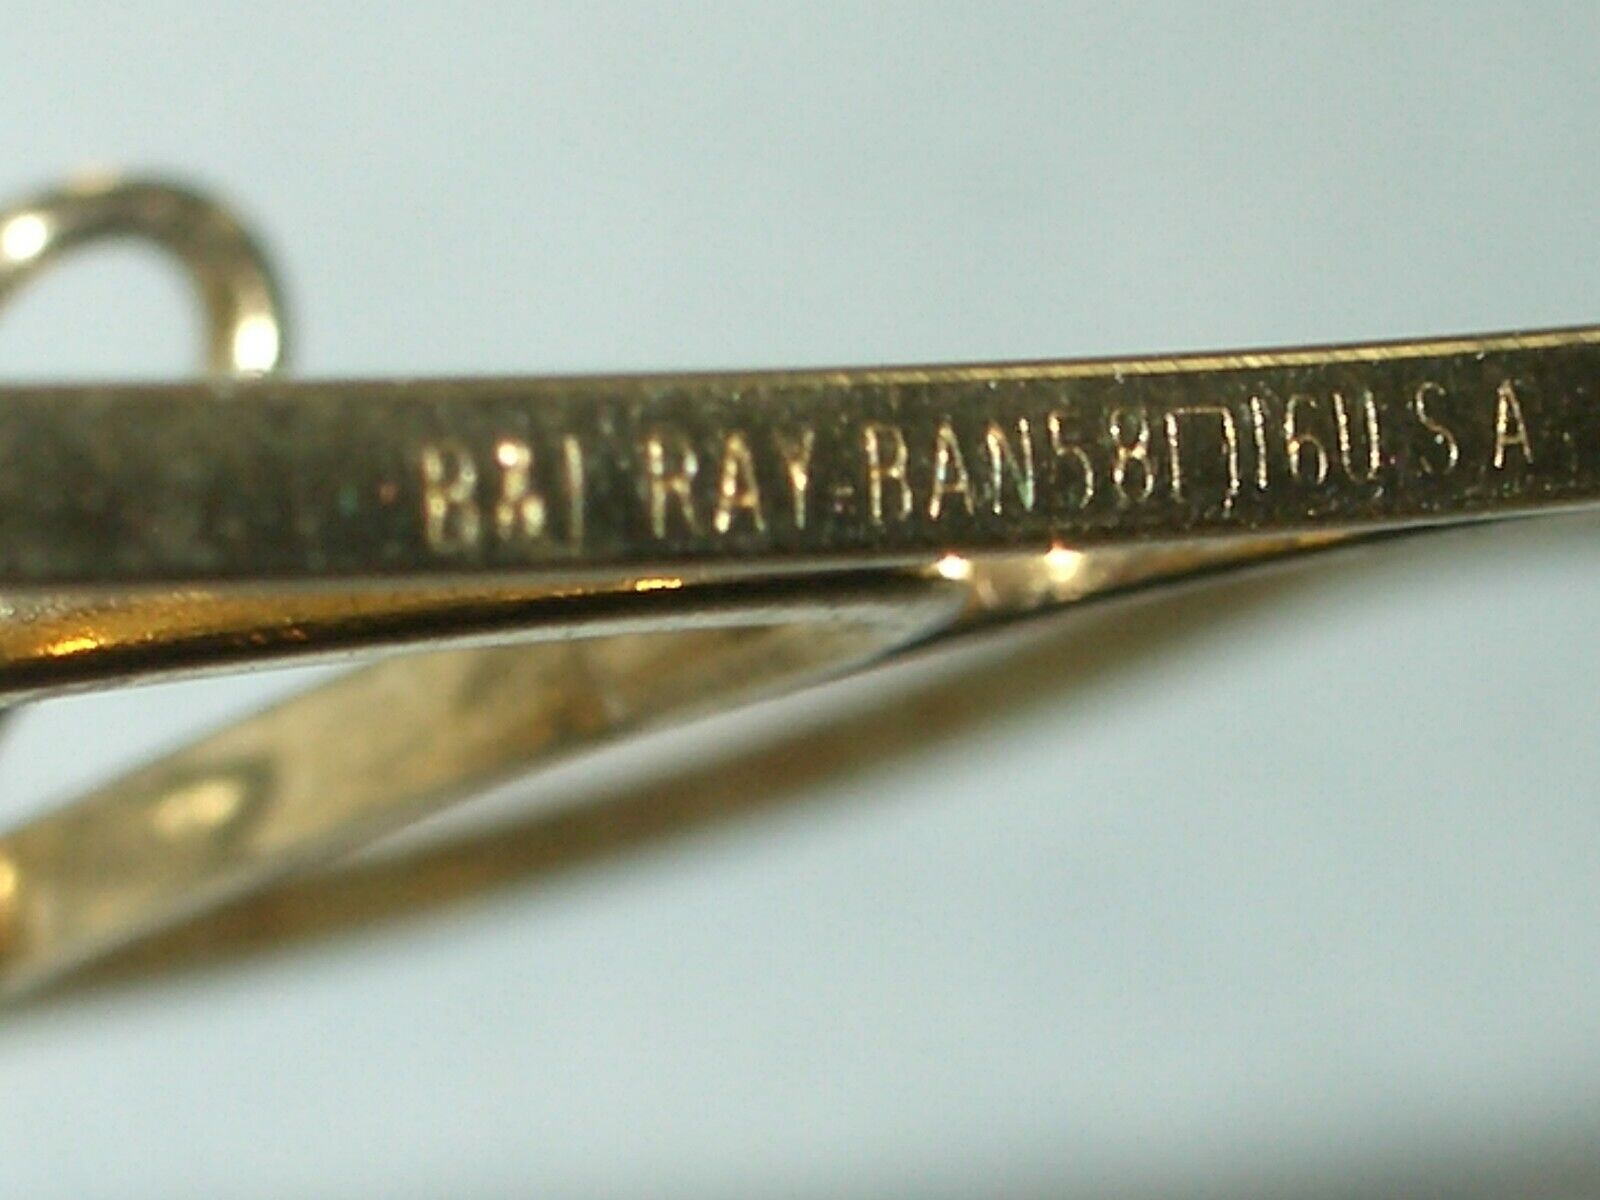 B&L RAY-BAN 58□16 U.S.A